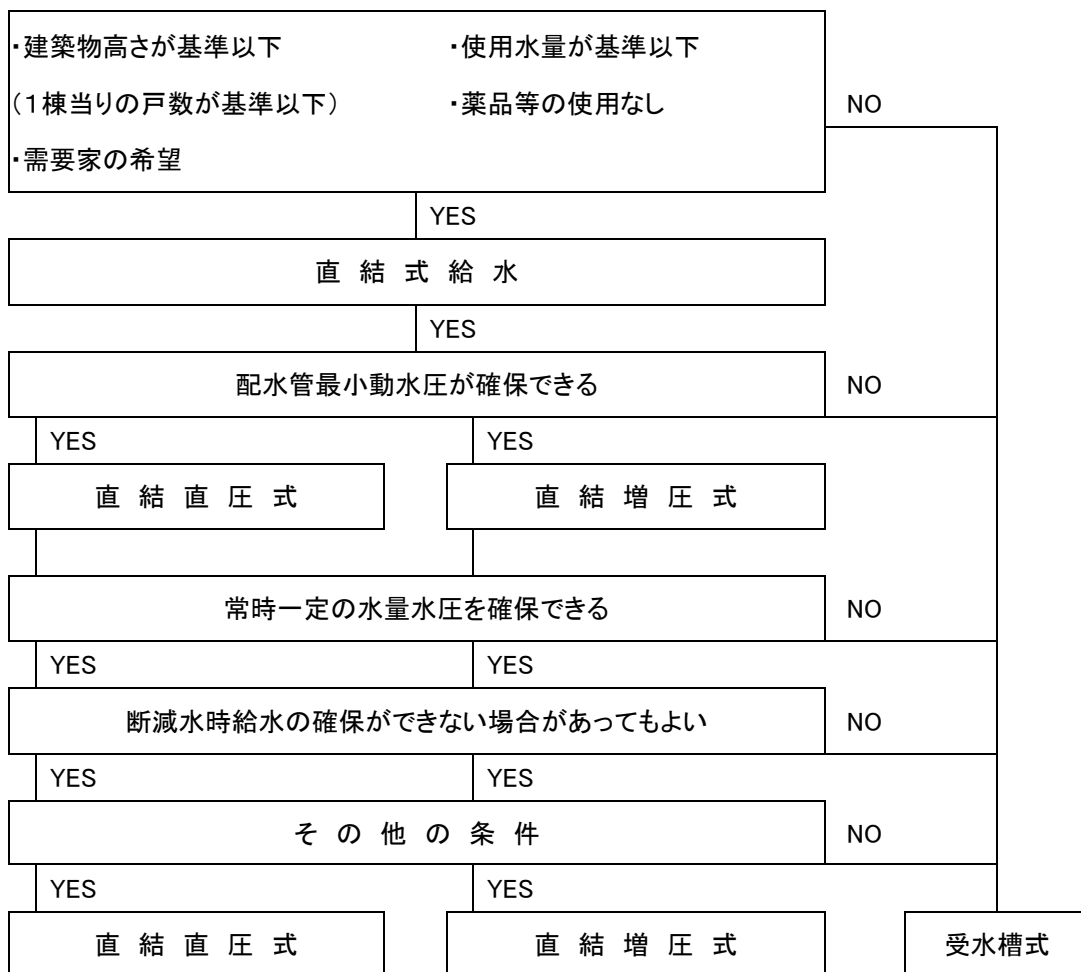 ・建築物高さが基準以下 ・使用水量が基準以下
(1棟当りの戸数が基準以下) ・薬品等の使用なし NO
・需要家の希望
YES
直 結 式 給 水
YES
配水管最小動水圧が確保できる NO
YES YES
直 結 直 圧 式 直 結 増 圧 式
常時一定の水量水圧を確保できる NO
YES YES
断減水時給水の確保ができない場合があってもよい NO
YES YES
そ の 他 の 条 件 NO
YES YES
直 結 直 圧 式 直 結 増 圧 式 受水槽式